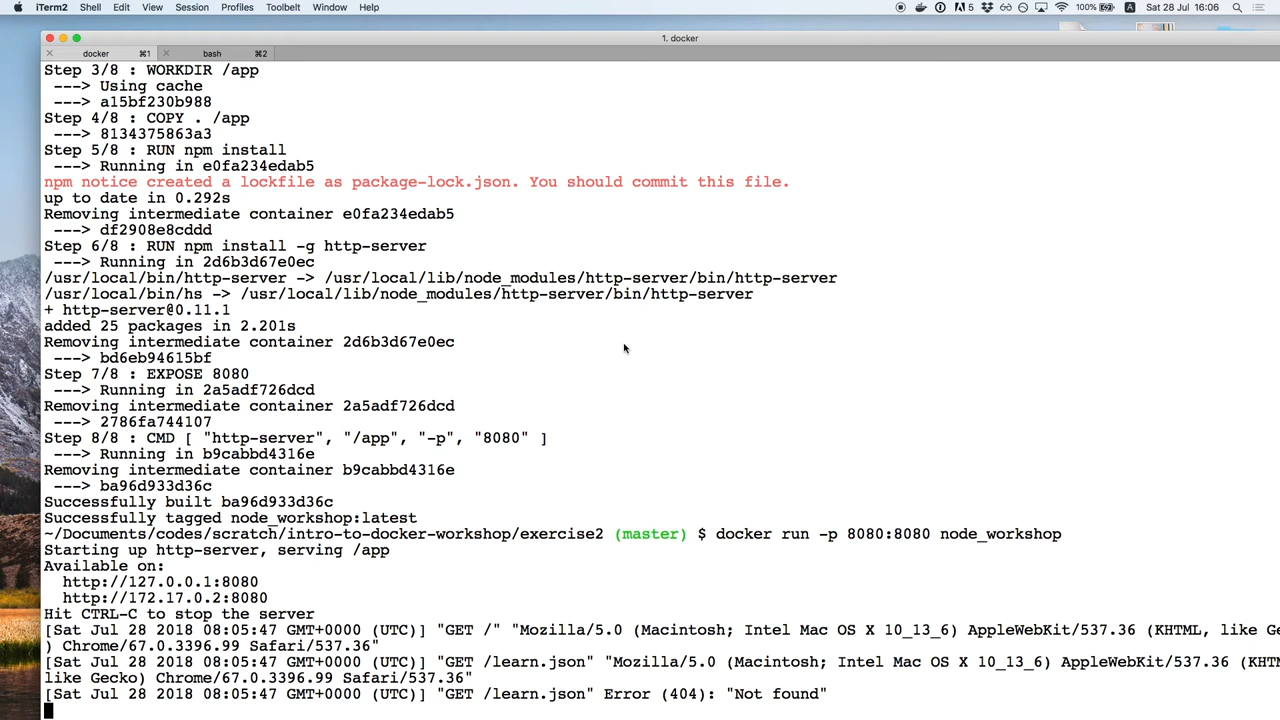 iTerm2 Shell Edit View Session Profiles Toolbelt Window Help 5 100% Sat 28 Jul 16:06
1. docker
docker ⌘1 bash ⌘2
Step 3/8 : WORKDIR /app
 ---> Using cache
 ---> a15bf230b988
Step 4/8 : COPY . /app
 ---> 8134375863a3
Step 5/8 : RUN npm install
 ---> Running in e0fa234edab5
npm notice created a lockfile as package-lock.json. You should commit this file.
up to date in 0.292s
Removing intermediate container e0fa234edab5
 ---> df2908e8cddd
Step 6/8 : RUN npm install -g http-server
 ---> Running in 2d6b3d67e0ec
/usr/local/bin/http-server -> /usr/local/lib/node_modules/http-server/bin/http-server
/usr/local/bin/hs -> /usr/local/lib/node_modules/http-server/bin/http-server
+ http-server@0.11.1
added 25 packages in 2.201s
Removing intermediate container 2d6b3d67e0ec
 ---> bd6eb94615bf
Step 7/8 : EXPOSE 8080
 ---> Running in 2a5adf726dcd
Removing intermediate container 2a5adf726dcd
 ---> 2786fa744107
Step 8/8 : CMD [ "http-server", "/app", "-p", "8080" ]
 ---> Running in b9cabbd4316e
Removing intermediate container b9cabbd4316e
 ---> ba96d933d36c
Successfully built ba96d933d36c
Successfully tagged node_workshop:latest
~/Documents/codes/scratch/intro-to-docker-workshop/exercise2 (master) $ docker run -p 8080:8080 node_workshop
Starting up http-server, serving /app
Available on:
  http://127.0.0.1:8080
  http://172.17.0.2:8080
Hit CTRL-C to stop the server
[Sat Jul 28 2018 08:05:47 GMT+0000 (UTC)] "GET /" "Mozilla/5.0 (Macintosh; Intel Mac OS X 10_13_6) AppleWebKit/537.36 (KHTML, like Ge
) Chrome/67.0.3396.99 Safari/537.36"
[Sat Jul 28 2018 08:05:47 GMT+0000 (UTC)] "GET /learn.json" "Mozilla/5.0 (Macintosh; Intel Mac OS X 10_13_6) AppleWebKit/537.36 (KHT
like Gecko) Chrome/67.0.3396.99 Safari/537.36"
[Sat Jul 28 2018 08:05:47 GMT+0000 (UTC)] "GET /learn.json" Error (404): "Not found"